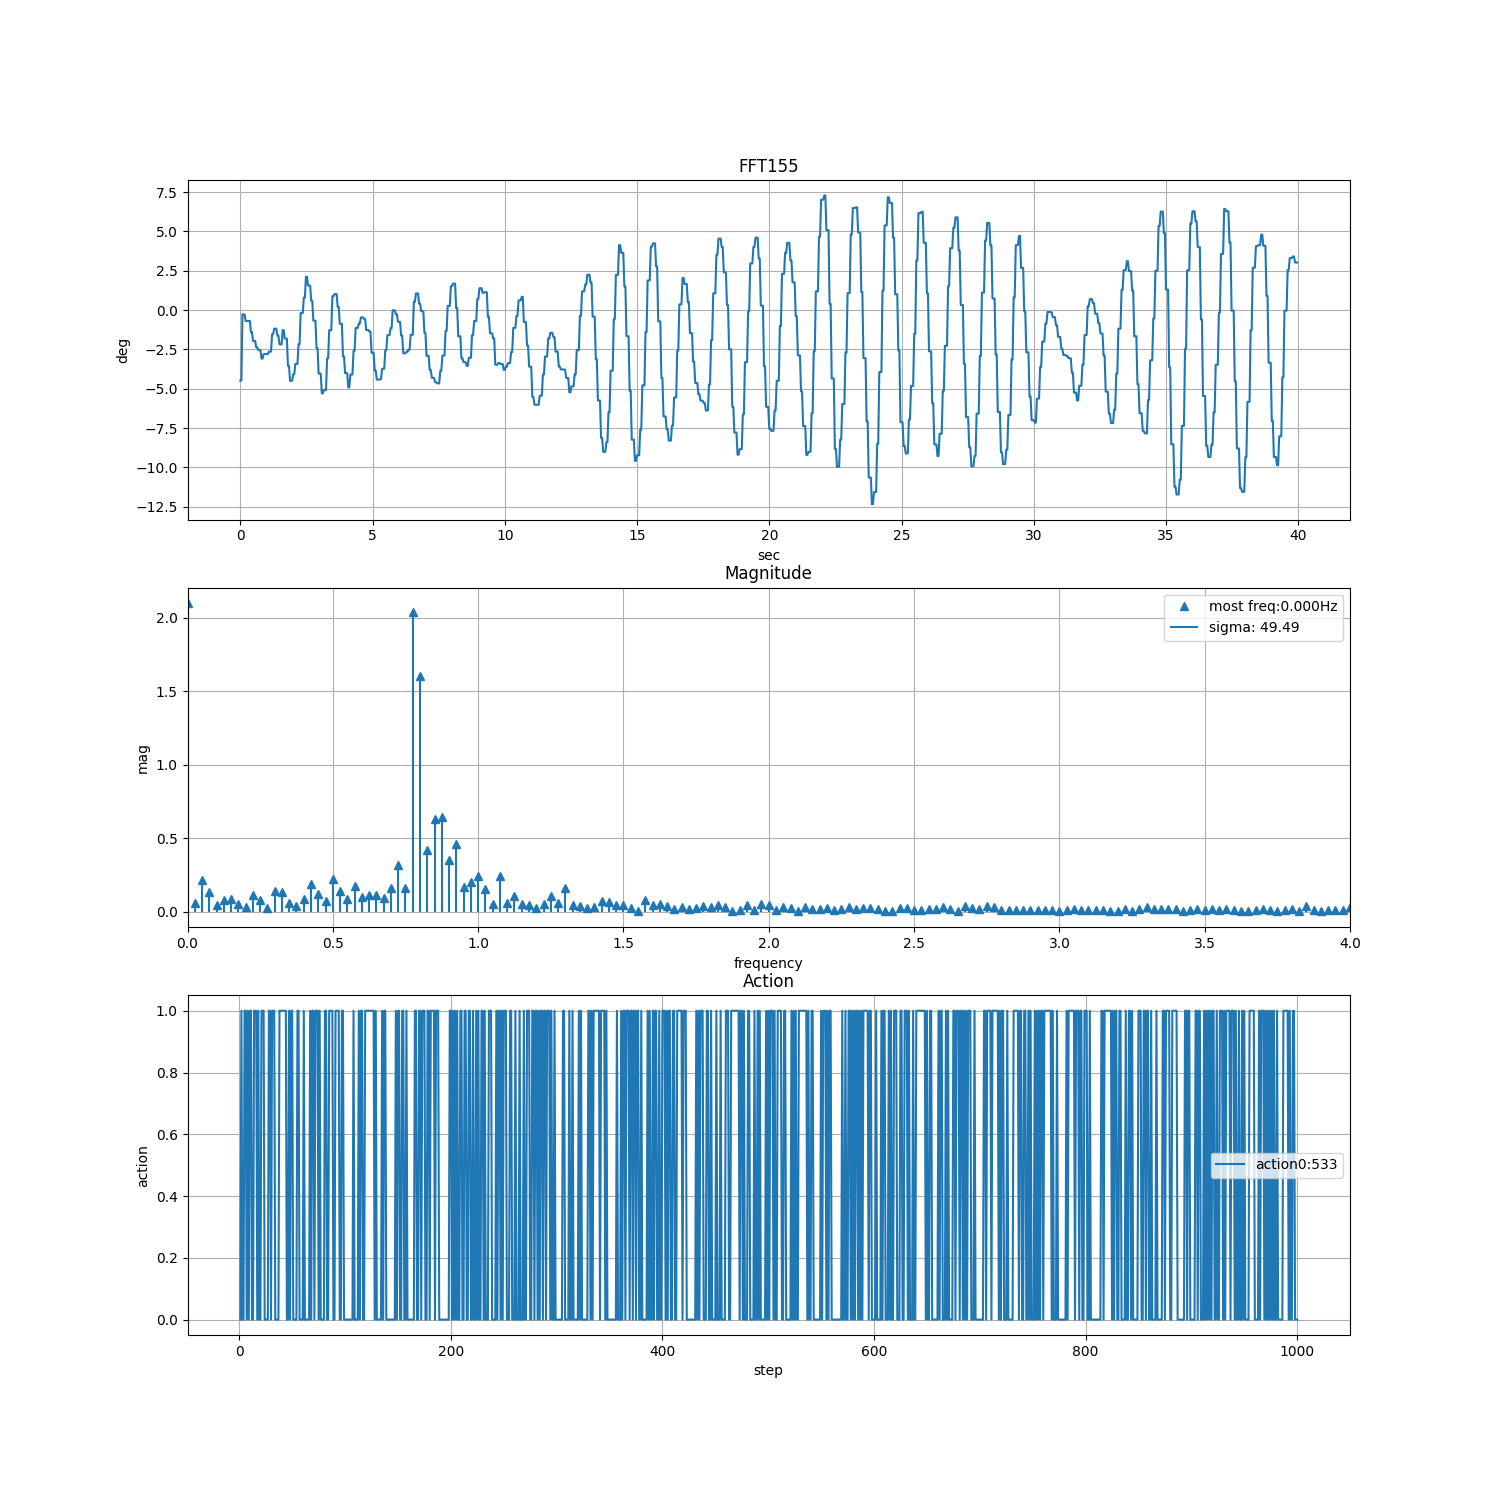 FFT155
7.5
5.0
2.5
0.0
−2.5
−5.0
−7.5
−10.0
−12.5
deg
0 5 10 15 20 25 30 35 40
sec
Magnitude
most freq:0.000Hz
sigma: 49.49
2.0
1.5
1.0
0.5
0.0
mag
0.0 0.5 1.0 1.5 2.0 2.5 3.0 3.5 4.0
frequency
Action
1.0
0.8
0.6
0.4
0.2
0.0
action
action0:533
0 200 400 600 800 1000
step